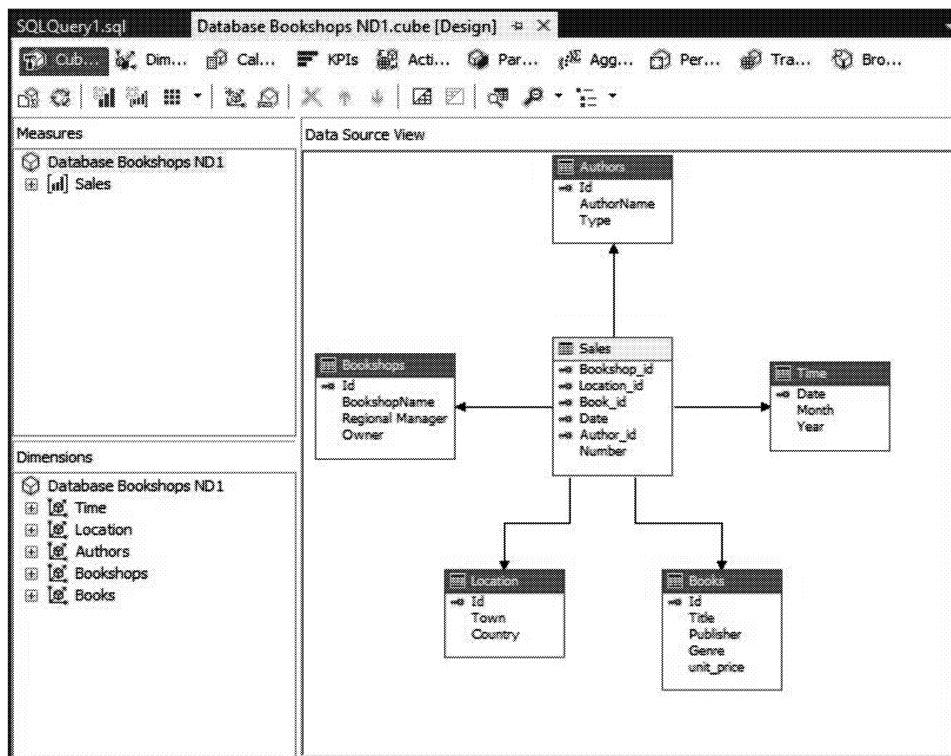 SQLQuery1.sql
Database Bookshops ND1.cube [Design]
Cub... Dim... Cal... KPIs Acti... Par... Agg... Per... Tra... Bro...
Measures
Database Bookshops ND1
Sales
Dimensions
Database Bookshops ND1
Time
Location
Authors
Bookshops
Books
Data Source View
Authors
Id
AuthorName
Type
Bookshops
Id
BookshopName
Regional Manager
Owner
Sales
Bookshop_id
Location_id
Book_id
Date
Author_id
Number
Time
Date
Month
Year
Location
Id
Town
Country
Books
Id
Title
Publisher
Genre
unit_price